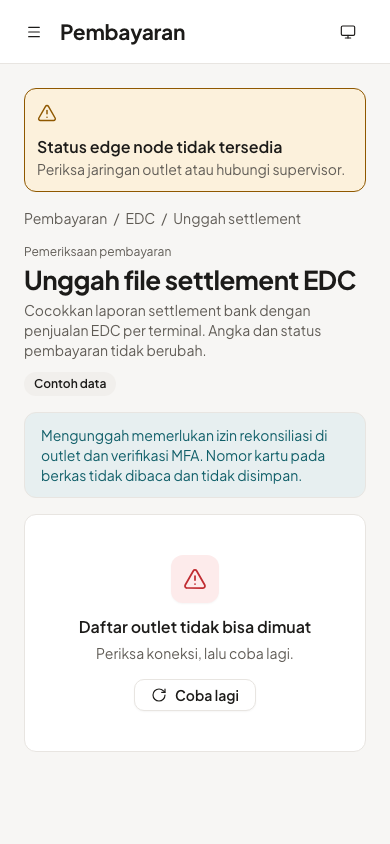 Pembayaran
Status edge node tidak tersedia
Periksa jaringan outlet atau hubungi supervisor.
Pembayaran / EDC / Unggah settlement
Pemeriksaan pembayaran
Unggah file settlement EDC
Cocokkan laporan settlement bank dengan
penjualan EDC per terminal. Angka dan status
pembayaran tidak berubah.
Contoh data
Mengunggah memerlukan izin rekonsiliasi di
outlet dan verifikasi MFA. Nomor kartu pada
berkas tidak dibaca dan tidak disimpan.
Daftar outlet tidak bisa dimuat
Periksa koneksi, lalu coba lagi.
Coba lagi